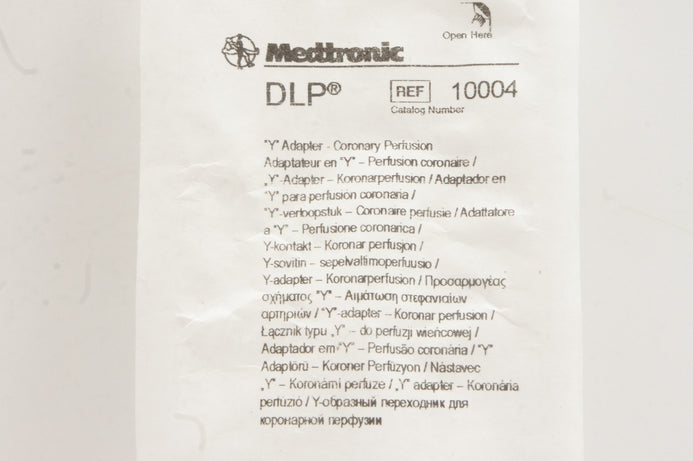 Open Here
Medtronic
DLP® REF 10004
Catalog Number
"Y" Adapter - Coronary Perfusion
Adaptateur en "Y" – Perfusion coronaire /
„Y"-Adapter – Koronarperfusion / Adaptador en
"Y" para perfusión coronaria /
"Y"-verloopstuk – Coronaire perfusie / Adattatore
a "Y" – Perfusione coronarica /
Y-kontakt – Koronar perfusjon /
Y-sovitin – sepelvaltimoperfuusio /
Y-adapter – Koronarperfusion / Προσαρμογέας
σχήματος "Y" – Αιμάτωση στεφανιαίων
αρτηριών / "Y"-adapter – Koronar perfusion /
Łącznik typu „Y" – do perfuzji wieńcowej /
Adaptador em "Y" – Perfusão coronária / "Y"
Adaptörü – Koroner Perfüzyon / Nástavec
„Y" – Koronární perfuze / „Y" adapter – Koronária
perfúzió / Y-образный переходник для
коронарной перфузии